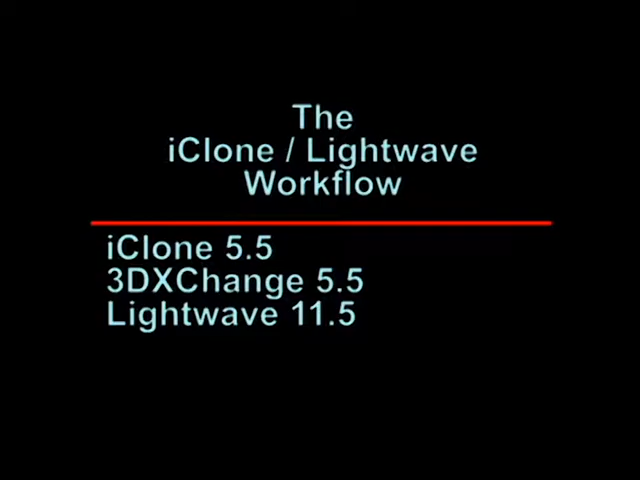 The
iClone / Lightwave
Workflow
iClone 5.5
3DXChange 5.5
Lightwave 11.5